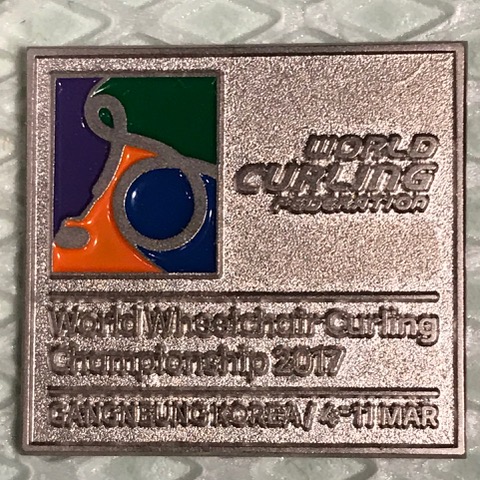 WORLD
CURLING
FEDERATION
World Wheelchair Curling
Championship 2017
GANGNEUNG KOREA/ 4-11 MAR